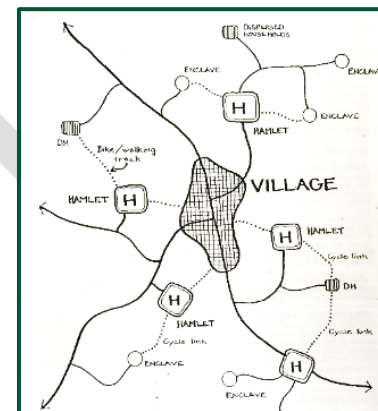 DISPERSED
HOUSEHOLDS
ENCLAVE
ENCLAVE
H
HAMLET
ENCLAVE
DH
Bike/walking
track
HAMLET
H
VILLAGE
H
HAMLET
Cycle link
DH
H
HAMLET
Cycle link
Cycle link
ENCLAVE
H
ENCLAVE
HAMLET